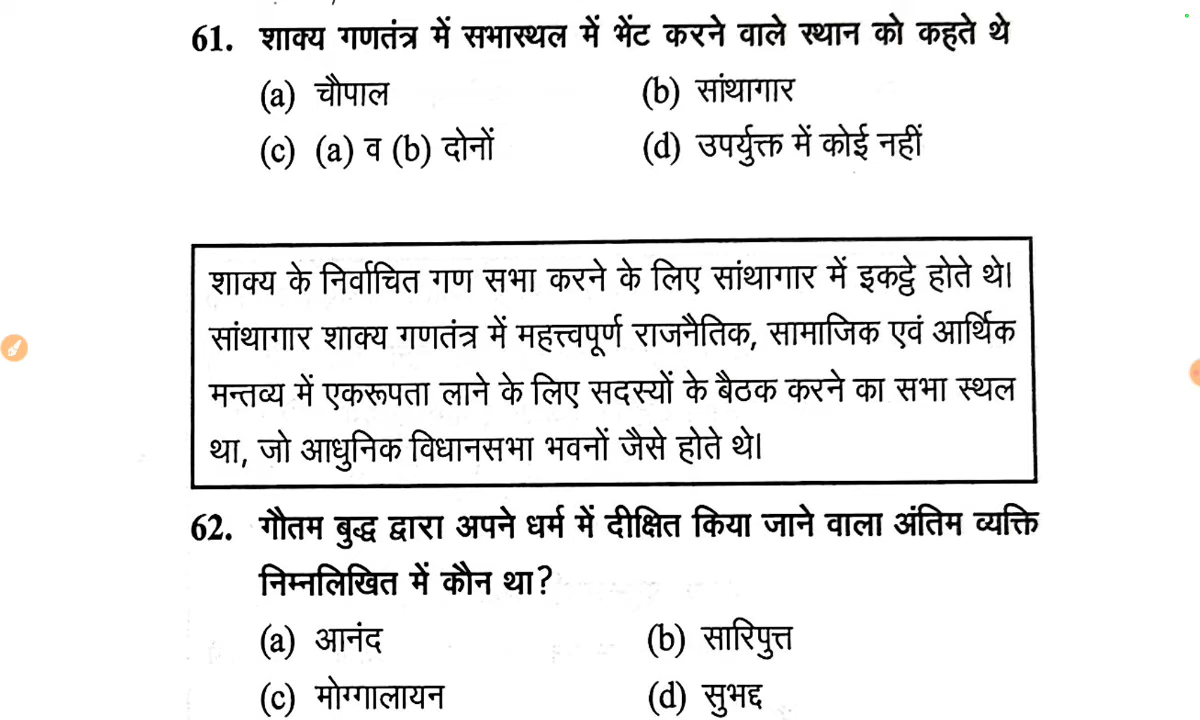 61. शाक्य गणतंत्र में सभास्थल में भेंट करने वाले स्थान को कहते थे
(a) चौपाल (b) सांथागार
(c) (a) व (b) दोनों (d) उपर्युक्त में कोई नहीं
शाक्य के निर्वाचित गण सभा करने के लिए सांथागार में इकट्ठे होते थे।
सांथागार शाक्य गणतंत्र में महत्त्वपूर्ण राजनैतिक, सामाजिक एवं आर्थिक
मन्तव्य में एकरूपता लाने के लिए सदस्यों के बैठक करने का सभा स्थल
था, जो आधुनिक विधानसभा भवनों जैसे होते थे।
62. गौतम बुद्ध द्वारा अपने धर्म में दीक्षित किया जाने वाला अंतिम व्यक्ति
निम्नलिखित में कौन था?
(a) आनंद (b) सारिपुत्त
(c) मोग्गालायन (d) सुभद्द